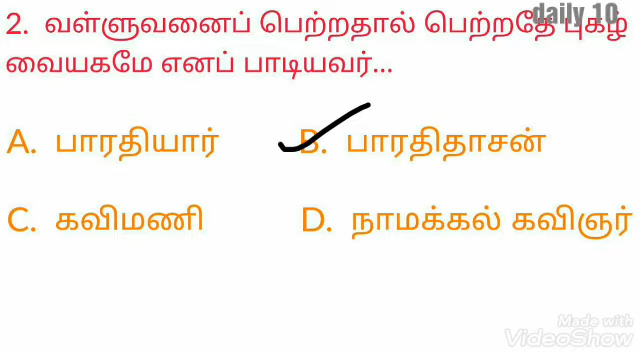 daily 10
2. வள்ளுவனைப் பெற்றதால் பெற்றதே புகழ்
வையகமே எனப் பாடியவர்...
A. பாரதியார் B. பாரதிதாசன்
C. கவிமணி D. நாமக்கல் கவிஞர்
Made with
VideoShow